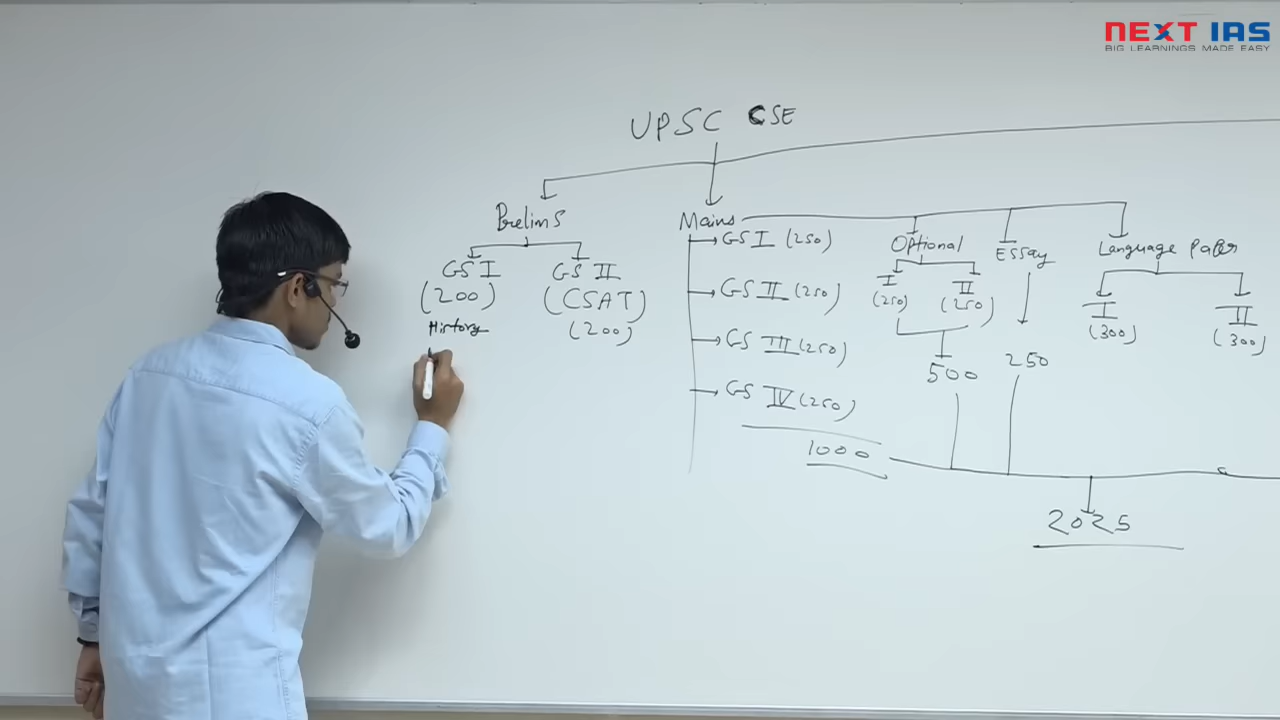 NEXT IAS
BIG LEARNINGS MADE EASY
UPSC CSE
Prelims
GS I
(200)
History
GS II
(CSAT)
(200)
Mains
GS I (250)
GS II (250)
GS III (250)
GS IV (250)
1000
Optional
I
(250)
II
(250)
500
Essay
250
Language Paper
I
(300)
II
(300)
2025